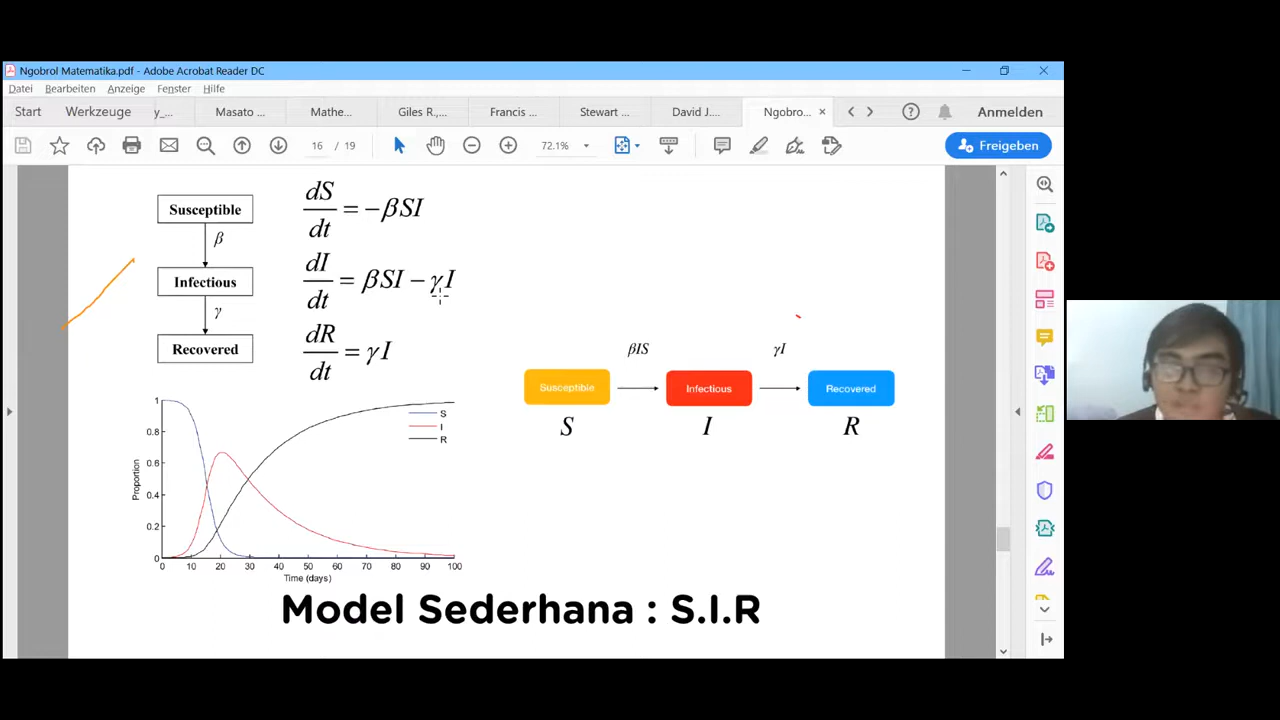 Ngobrol Matematika.pdf - Adobe Acrobat Reader DC
Datei Bearbeiten Anzeige Fenster Hilfe
Start Werkzeuge y_... Masato ... Mathe... Giles R.,... Francis ... Stewart ... David J.... Ngobro... ×
Anmelden
16 / 19 72.1% Freigeben
Susceptible
β
Infectious
γ
Recovered
dS/dt = −βSI
dI/dt = βSI − γI
dR/dt = γI
βIS γI
Susceptible Infectious Recovered
S I R
1
0.8
0.6
0.4
0.2
0
Proportion
S
I
R
0 10 20 30 40 50 60 70 80 90 100
Time (days)
Model Sederhana : S.I.R